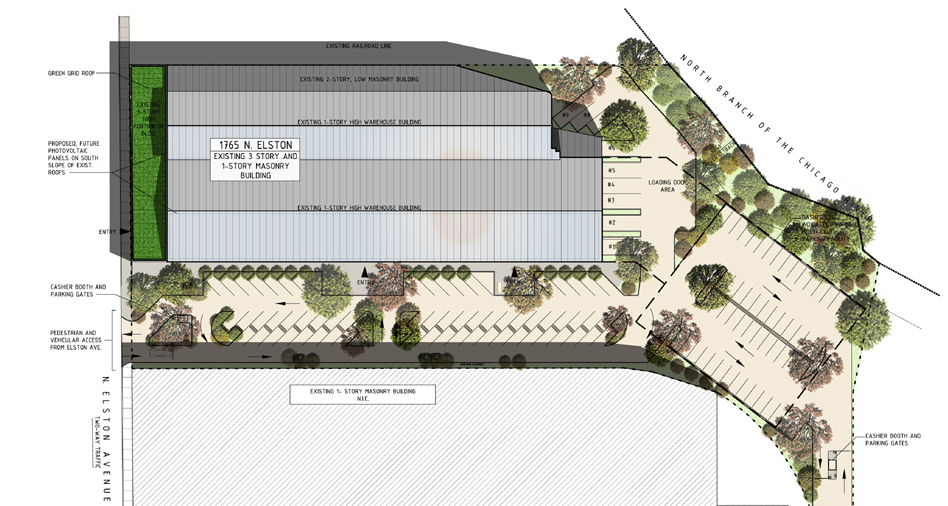 EXISTING RAILROAD LINE
GREEN GRID ROOF
EXISTING 2-STORY, LOW MASONRY BUILDING
EXISTING
3-STORY
HIGH
PORTION OF
BLDG.
EXISTING 1-STORY HIGH WAREHOUSE BUILDING
PROPOSED, FUTURE
PHOTOVOLTAIC
PANELS ON SOUTH
SLOPE OF EXIST.
ROOFS
1765 N. ELSTON
EXISTING 3 STORY AND
1-STORY MASONRY
BUILDING
EXISTING 1-STORY HIGH WAREHOUSE BUILDING
#9
#8
#5
#4
#3
#2
#1
LOADING DOCK
AREA
NORTH BRANCH OF THE CHICAGO
ENTRY
ENTRY
CASHIER BOOTH AND
PARKING GATES
PEDESTRIAN AND
VEHICULAR ACCESS
FROM ELSTON AVE.
N. ELSTON AVENUE
TWO-WAY TRAFFIC
EXISTING 1- STORY MASONRY BUILDING
N.I.C.
CASHIER BOOTH AND
PARKING GATES